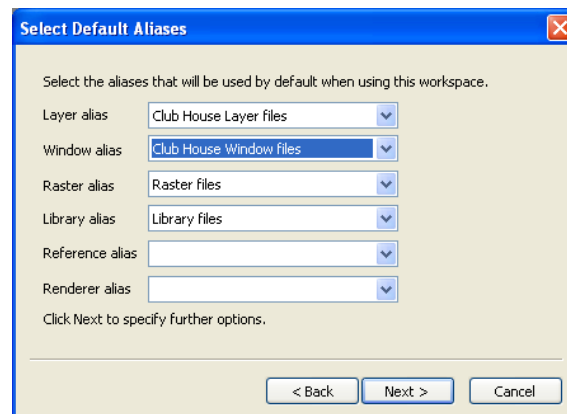 Select Default Aliases
Select the aliases that will be used by default when using this workspace.
Layer alias Club House Layer files
Window alias Club House Window files
Raster alias Raster files
Library alias Library files
Reference alias
Renderer alias
Click Next to specify further options.
< Back Next > Cancel